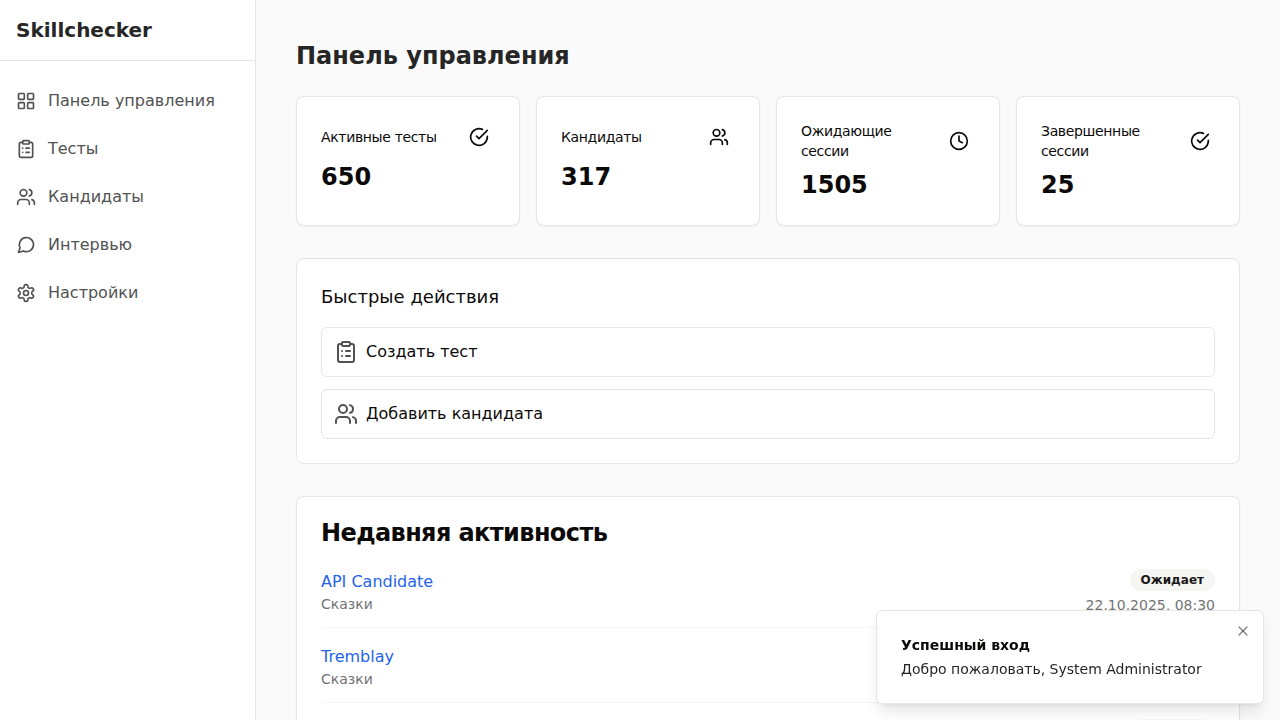 Skillchecker
Панель управления
Тесты
Кандидаты
Интервью
Настройки
Панель управления
Активные тесты
650
Кандидаты
317
Ожидающие
сессии
1505
Завершенные
сессии
25
Быстрые действия
Создать тест
Добавить кандидата
Недавняя активность
API Candidate
Ожидает
Сказки
22.10.2025, 08:30
Tremblay
Сказки
Успешный вход
Добро пожаловать, System Administrator